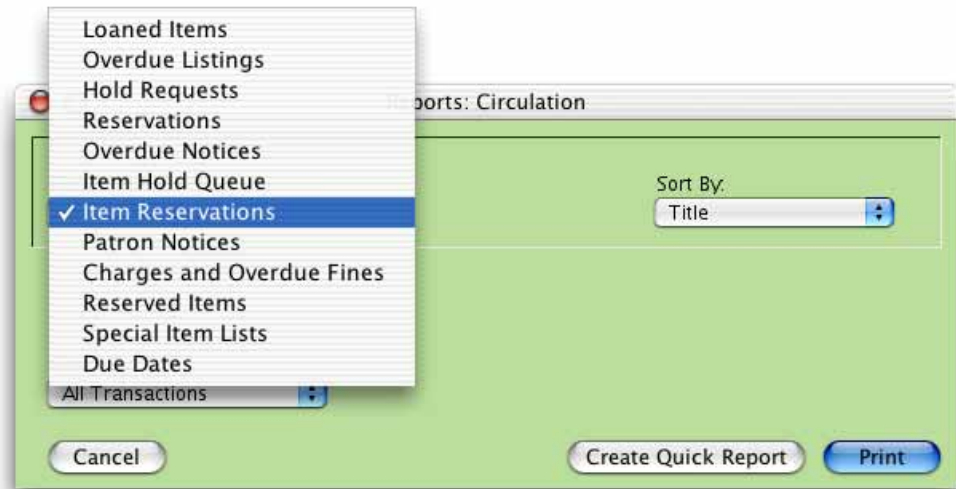 Loaned Items
Overdue Listings
Hold Requests
Reservations
Overdue Notices
Item Hold Queue
✓ Item Reservations
Patron Notices
Charges and Overdue Fines
Reserved Items
Special Item Lists
Due Dates
Circulation
Sort By:
Title
All Transactions
Cancel
Create Quick Report
Print